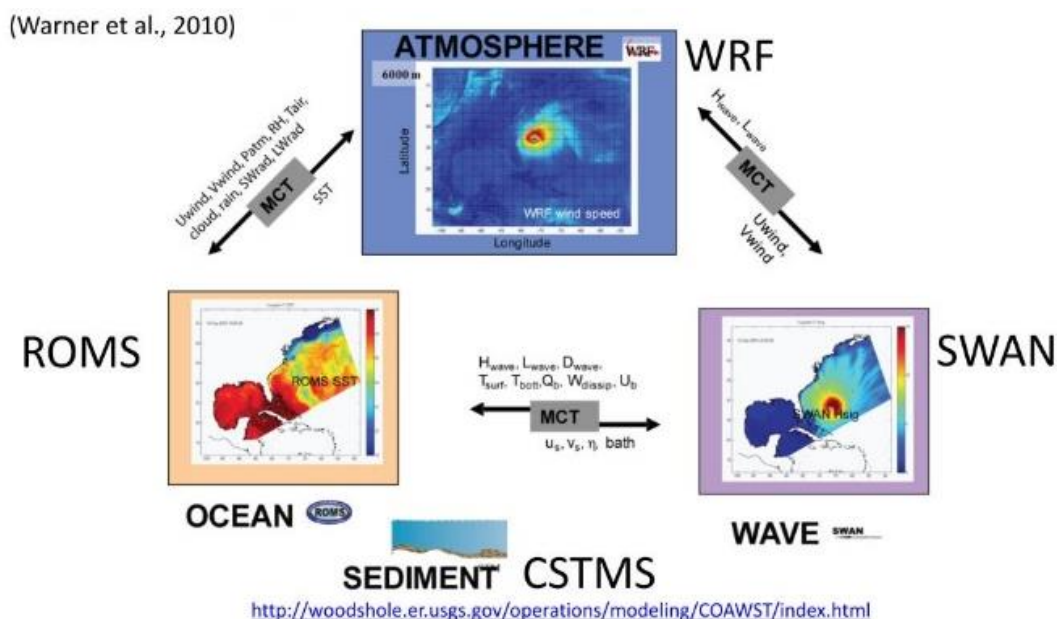 (Warner et al., 2010)
ATMOSPHERE
WRF
WRF
6000 m
Latitude
WRF wind speed
Longitude
Uwind, Vwind, Patm, RH, Tair,
cloud, rain, SWrad, LWrad
MCT
SST
Hwave, Lwave
MCT
Uwind,
Vwind
ROMS
ROMS SST
Hwave, Lwave, Dwave,
Tsurf, Tbott,Qb, Wdissip, Ub
MCT
us, vs, η, bath
SWAN
SWAN Hsig
OCEAN
ROMS
WAVE
SWAN
SEDIMENT
CSTMS
http://woodshole.er.usgs.gov/operations/modeling/COAWST/index.html